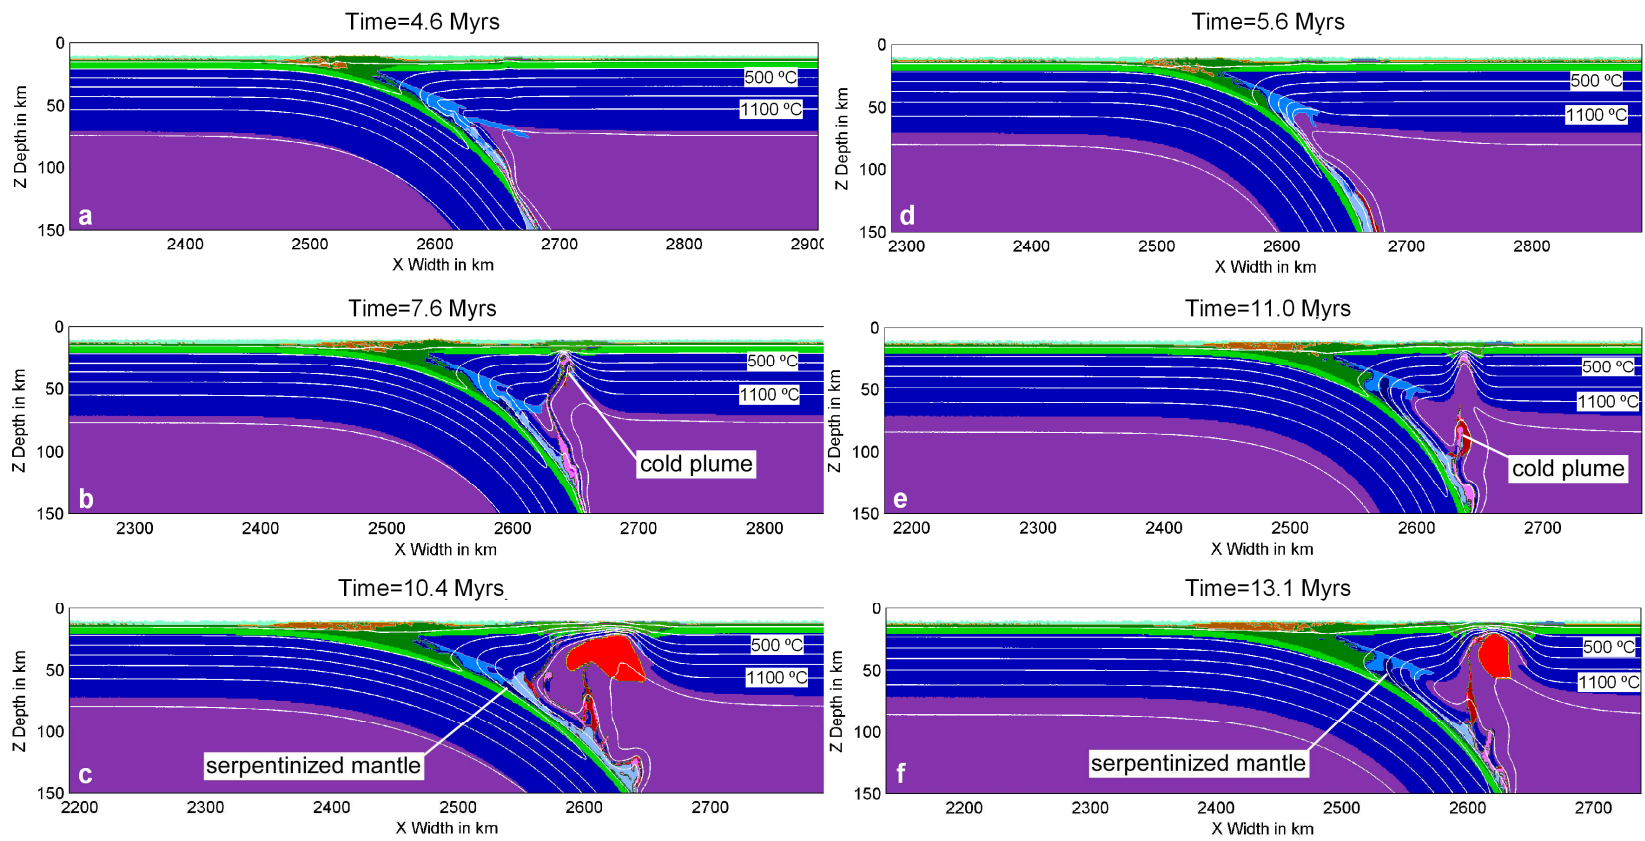 Time=4.6 Myrs
0
50
100
150
Z Depth in km
500 ºC
1100 ºC
a
2400 2500 2600 2700 2800 2900
X Width in km
Time=5.6 Myrs
0
50
100
150
Z Depth in km
500 ºC
1100 ºC
d
2300 2400 2500 2600 2700 2800
X Width in km
Time=7.6 Myrs
0
50
100
150
Z Depth in km
500 ºC
1100 ºC
cold plume
b
2300 2400 2500 2600 2700 2800
X Width in km
Time=11.0 Myrs
0
50
100
150
Z Depth in km
500 ºC
1100 ºC
cold plume
e
2200 2300 2400 2500 2600 2700
X Width in km
Time=10.4 Myrs
0
50
100
150
Z Depth in km
500 ºC
1100 ºC
serpentinized mantle
c
2200 2300 2400 2500 2600 2700
X Width in km
Time=13.1 Myrs
0
50
100
150
Z Depth in km
500 ºC
1100 ºC
serpentinized mantle
f
2200 2300 2400 2500 2600 2700
X Width in km